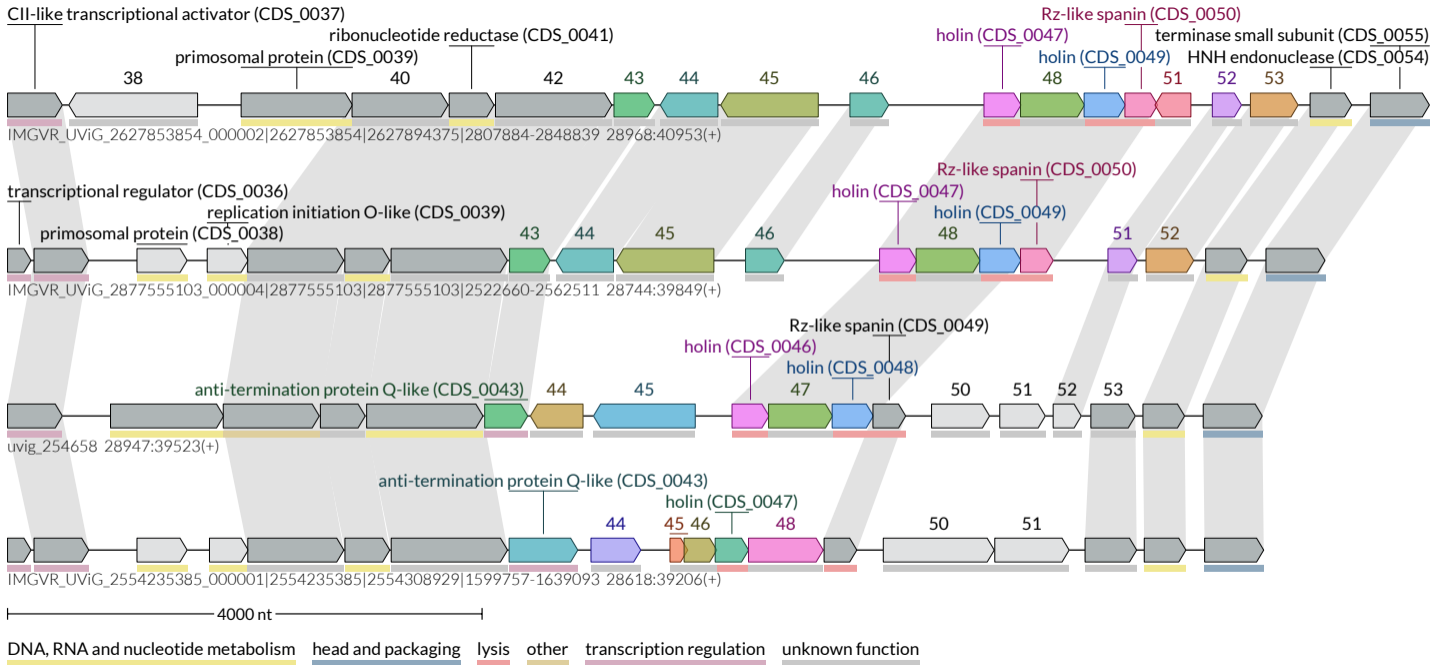 CII-like transcriptional activator (CDS_0037)
Rz-like spanin (CDS_0050)
ribonucleotide reductase (CDS_0041)
holin (CDS_0047)
terminase small subunit (CDS_0055)
primosomal protein (CDS_0039)
holin (CDS_0049)
HNH endonuclease (CDS_0054)
38 40 42 43 44 45 46 48 51 52 53
IMGVR_UViG_2627853854_000002|2627853854|2627894375|2807884-2848839 28968:40953(+)
Rz-like spanin (CDS_0050)
transcriptional regulator (CDS_0036)
holin (CDS_0047)
replication initiation O-like (CDS_0039)
holin (CDS_0049)
primosomal protein (CDS_0038)
43 44 45 46 48 51 52
IMGVR_UViG_2877555103_000004|2877555103|2877555103|2522660-2562511 28744:39849(+)
Rz-like spanin (CDS_0049)
holin (CDS_0046)
holin (CDS_0048)
anti-termination protein Q-like (CDS_0043)
44 45 47 50 51 52 53
uvig_254658 28947:39523(+)
anti-termination protein Q-like (CDS_0043)
holin (CDS_0047)
44 45 46 48 50 51
IMGVR_UViG_2554235385_000001|2554235385|2554308929|1599757-1639093 28618:39206(+)
4000 nt
DNA, RNA and nucleotide metabolism head and packaging lysis other transcription regulation unknown function